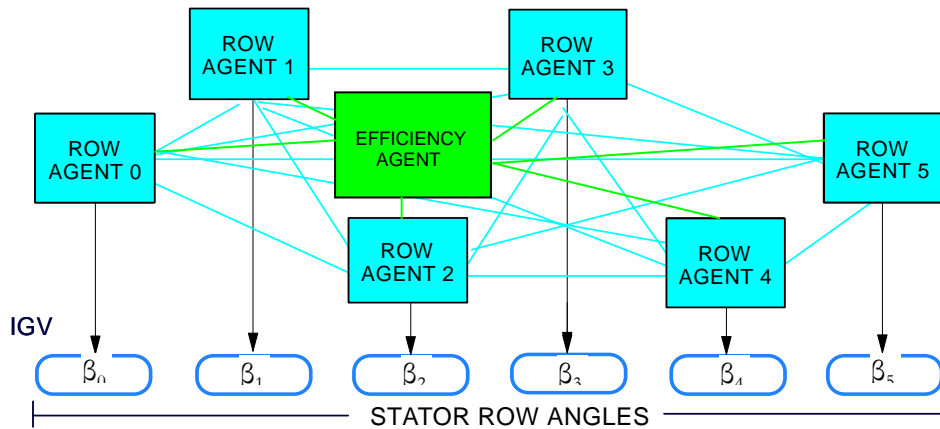 ROW
AGENT 1
ROW
AGENT 3
EFFICIENCY
AGENT
ROW
AGENT 0
ROW
AGENT 5
ROW
AGENT 2
ROW
AGENT 4
IGV
β₀
β₁
β₂
β₃
β₄
β₅
STATOR ROW ANGLES